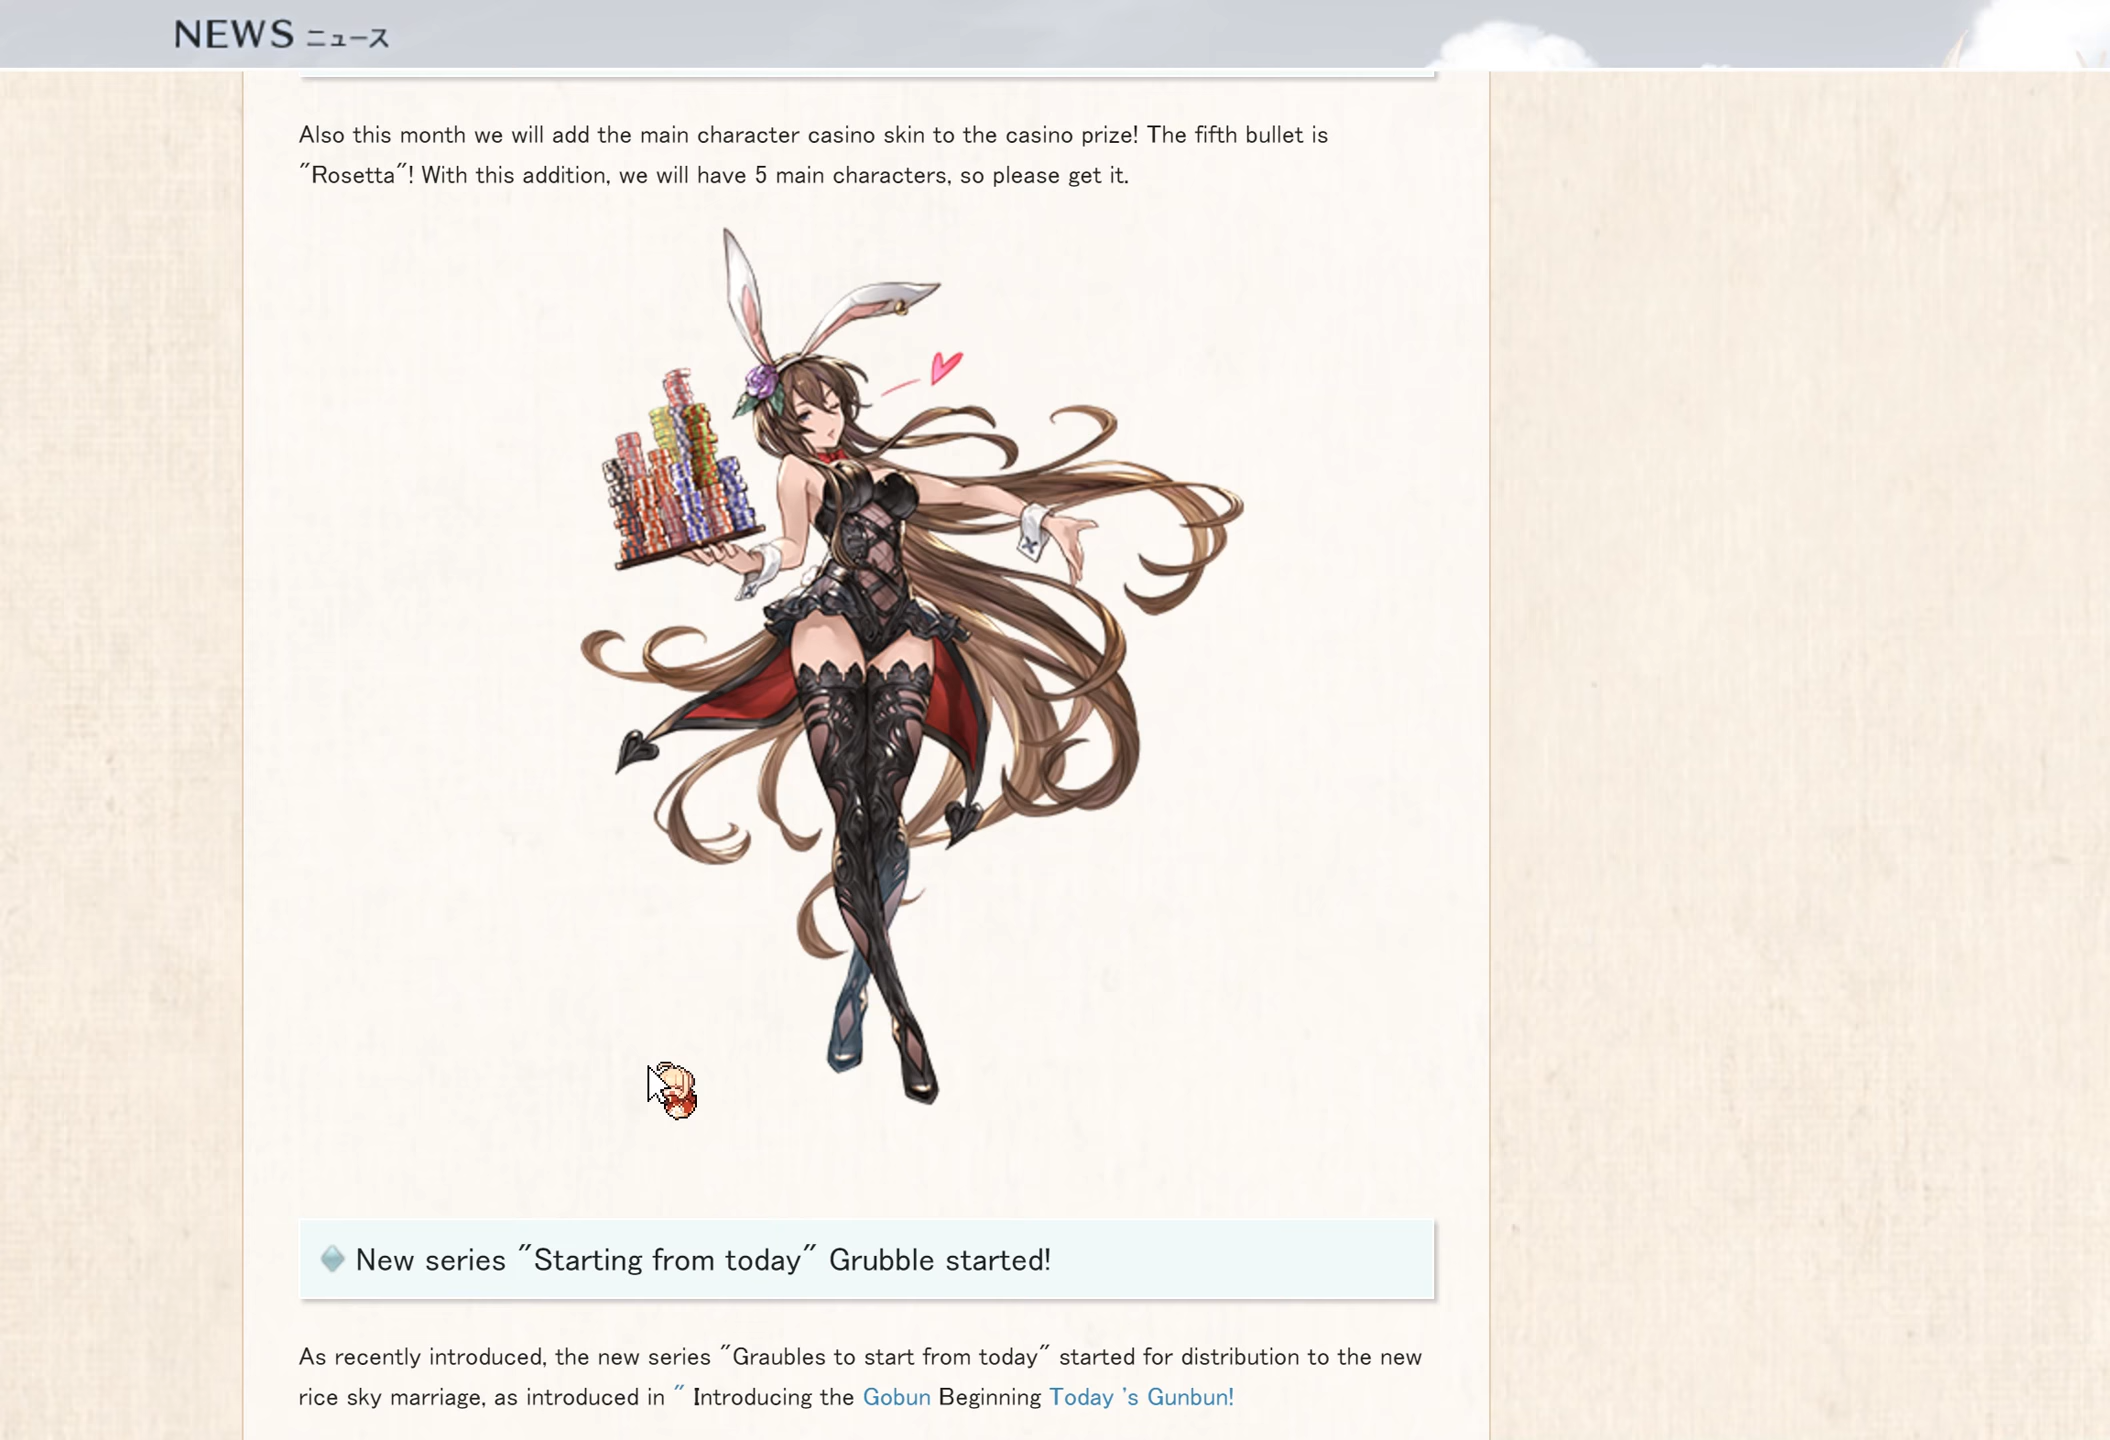 NEWS ニュース
Also this month we will add the main character casino skin to the casino prize! The fifth bullet is
"Rosetta"! With this addition, we will have 5 main characters, so please get it.
New series "Starting from today" Grubble started!
As recently introduced, the new series "Graubles to start from today" started for distribution to the new
rice sky marriage, as introduced in " Introducing the Gobun Beginning Today 's Gunbun!